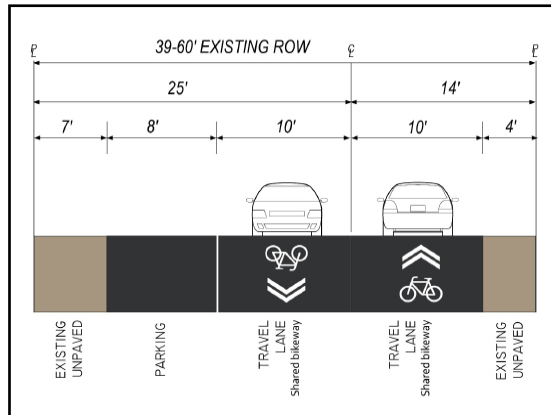 39-60' EXISTING ROW
25'
14'
7'
8'
10'
10'
4'
EXISTING
UNPAVED
PARKING
TRAVEL
LANE
Shared bikeway
TRAVEL
LANE
Shared bikeway
EXISTING
UNPAVED